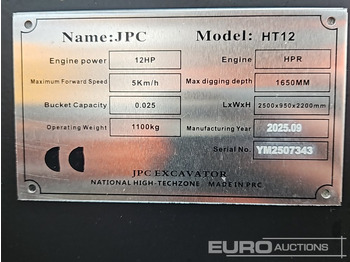 Name:JPC Model: HT12
Engine power 12HP Engine HPR
Maximum Forward Speed 5Km/h Max digging depth 1650MM
Bucket Capacity 0.025 LxWxH 2500x950x2200mm
Operating Weight 1100kg Manufacturing Year 2025.09
Serial No. YM2507343
JPC EXCAVATOR
NATIONAL HIGH-TECHZONE MADE IN PRC
EURO AUCTIONS